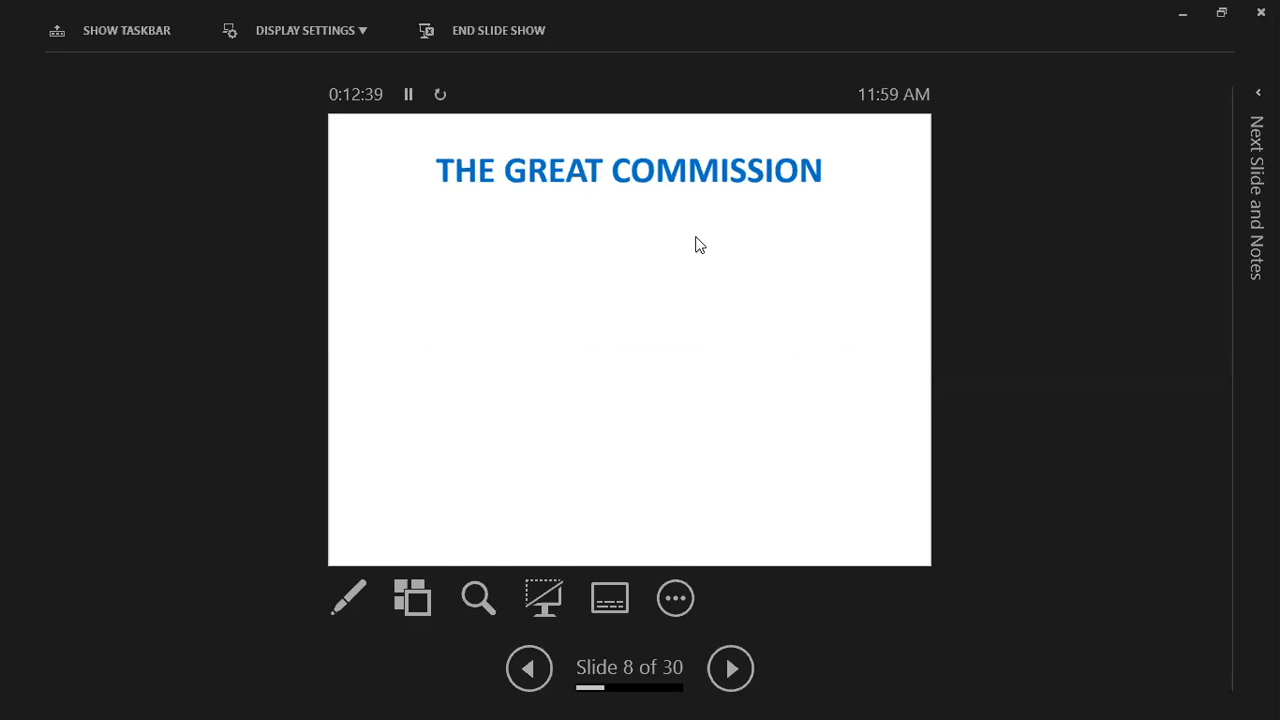 SHOW TASKBAR DISPLAY SETTINGS ▼ END SLIDE SHOW
0:12:39 11:59 AM
THE GREAT COMMISSION
Next Slide and Notes
Slide 8 of 30